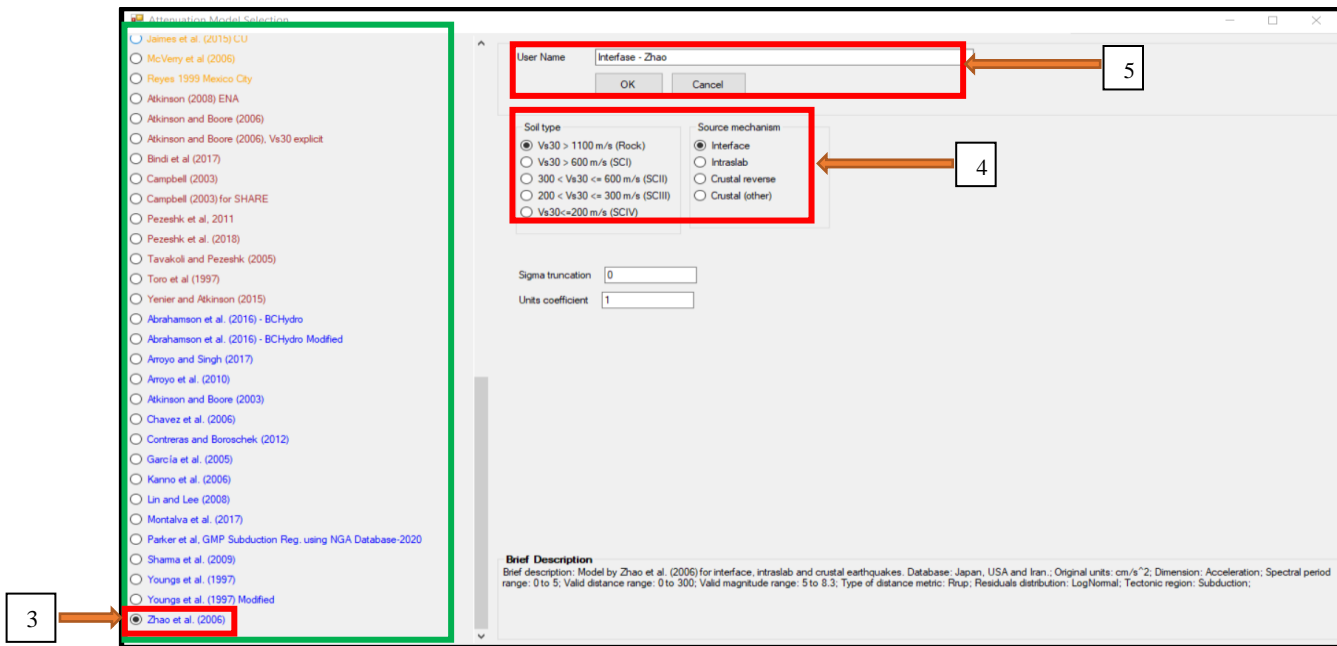 Attenuation Model Selection
Jaimes et al. (2015) CU
McVerry et al (2006)
Reyes 1999 Mexico City
Atkinson (2008) ENA
Atkinson and Boore (2006)
Atkinson and Boore (2006), Vs30 explicit
Bindi et al (2017)
Campbell (2003)
Campbell (2003) for SHARE
Pezeshk et al, 2011
Pezeshk et al. (2018)
Tavakoli and Pezeshk (2005)
Toro et al (1997)
Yenier and Atkinson (2015)
Abrahamson et al. (2016) - BCHydro
Abrahamson et al. (2016) - BCHydro Modified
Arroyo and Singh (2017)
Arroyo et al. (2010)
Atkinson and Boore (2003)
Chavez et al. (2006)
Contreras and Boroschek (2012)
García et al. (2005)
Kanno et al. (2006)
Lin and Lee (2008)
Montalva et al. (2017)
Parker et al, GMP Subduction Reg. using NGA Database-2020
Sharma et al. (2009)
Youngs et al. (1997)
Youngs et al. (1997) Modified
Zhao et al. (2006)
3
User Name Interfase - Zhao
OK Cancel
5
Soil type
Vs30 > 1100 m/s (Rock)
Vs30 > 600 m/s (SCI)
300 < Vs30 <= 600 m/s (SCII)
200 < Vs30 <= 300 m/s (SCIII)
Vs30<=200 m/s (SCIV)
Source mechanism
Interface
Intraslab
Crustal reverse
Crustal (other)
4
Sigma truncation 0
Units coefficient 1
Brief Description
Brief description: Model by Zhao et al. (2006) for interface, intraslab and crustal earthquakes. Database: Japan, USA and Iran.; Original units: cm/s^2; Dimension: Acceleration; Spectral period
range: 0 to 5; Valid distance range: 0 to 300; Valid magnitude range: 5 to 8.3; Type of distance metric: Rrup; Residuals distribution: LogNormal; Tectonic region: Subduction;